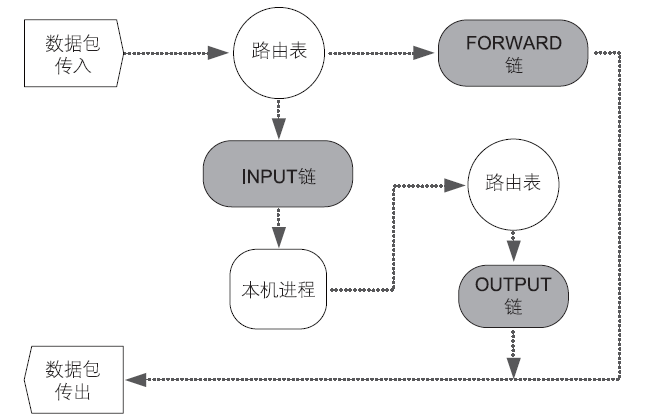 数据包
传入
路由表
FORWARD
链
INPUT链
路由表
本机进程
OUTPUT
链
数据包
传出